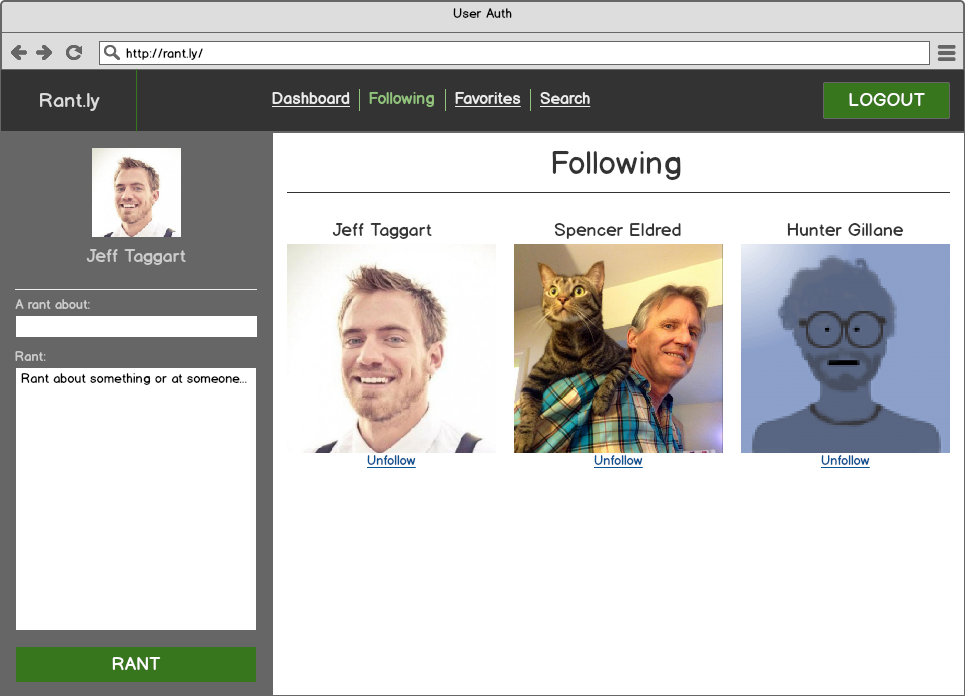 User Auth
http://rant.ly/
Rant.ly
Dashboard
Following
Favorites
Search
LOGOUT
Jeff Taggart
A rant about:
Rant:
Rant about something or at someone...
RANT
Following
Jeff Taggart
Spencer Eldred
Hunter Gillane
Unfollow
Unfollow
Unfollow